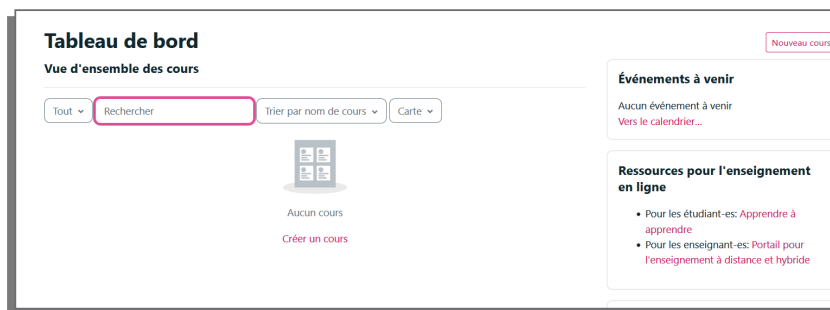 Tableau de bord
Nouveau cours
Vue d'ensemble des cours
Tout
Rechercher
Trier par nom de cours
Carte
Aucun cours
Créer un cours
Événements à venir
Aucun événement à venir
Vers le calendrier...
Ressources pour l'enseignement
en ligne
Pour les étudiant-es: Apprendre à
apprendre
Pour les enseignant-es: Portail pour
l'enseignement à distance et hybride